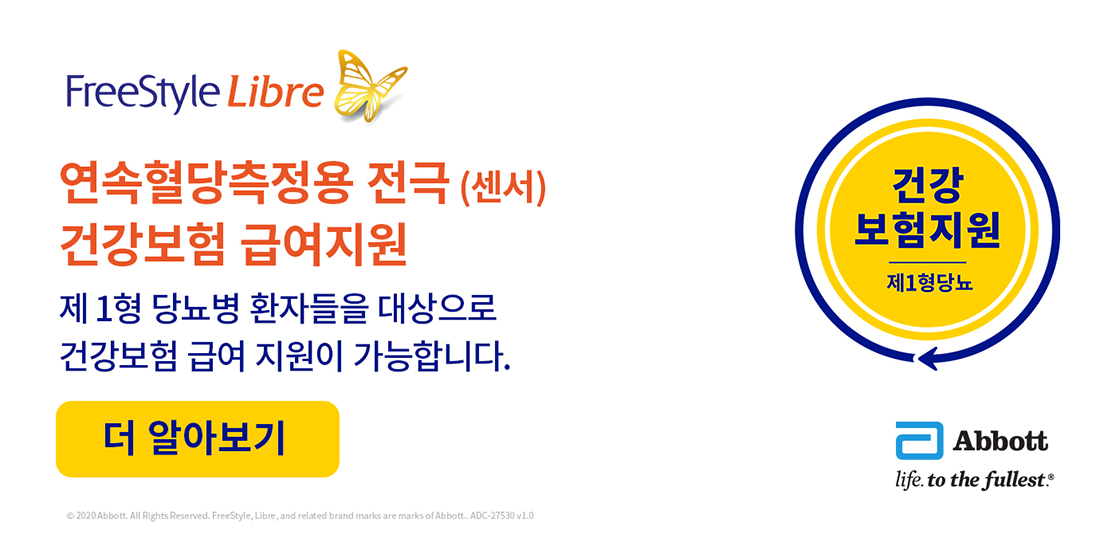 FreeStyle Libre
연속혈당측정용 전극 (센서)
건강보험 급여지원
제 1형 당뇨병 환자들을 대상으로
건강보험 급여 지원이 가능합니다.
더 알아보기
건강
보험지원
제1형당뇨
Abbott
life. to the fullest.®
© 2020 Abbott. All Rights Reserved. FreeStyle, Libre, and related brand marks are marks of Abbott.. ADC-27530 v1.0